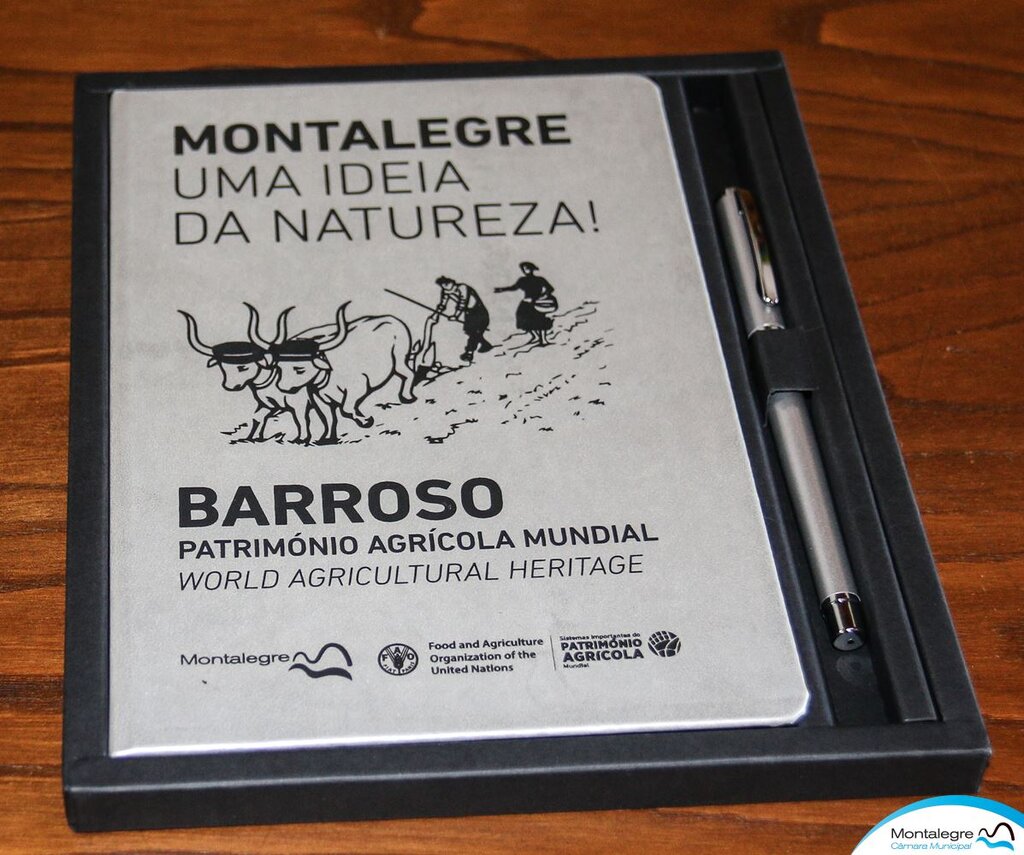 MONTALEGRE
UMA IDEIA
DA NATUREZA!
BARROSO
PATRIMÓNIO AGRÍCOLA MUNDIAL
WORLD AGRICULTURAL HERITAGE
Montalegre
FAO
Food and Agriculture
Organization of the
United Nations
Sistemas Importantes do
PATRIMÓNIO
AGRÍCOLA
Mundial
Montalegre
Câmara Municipal